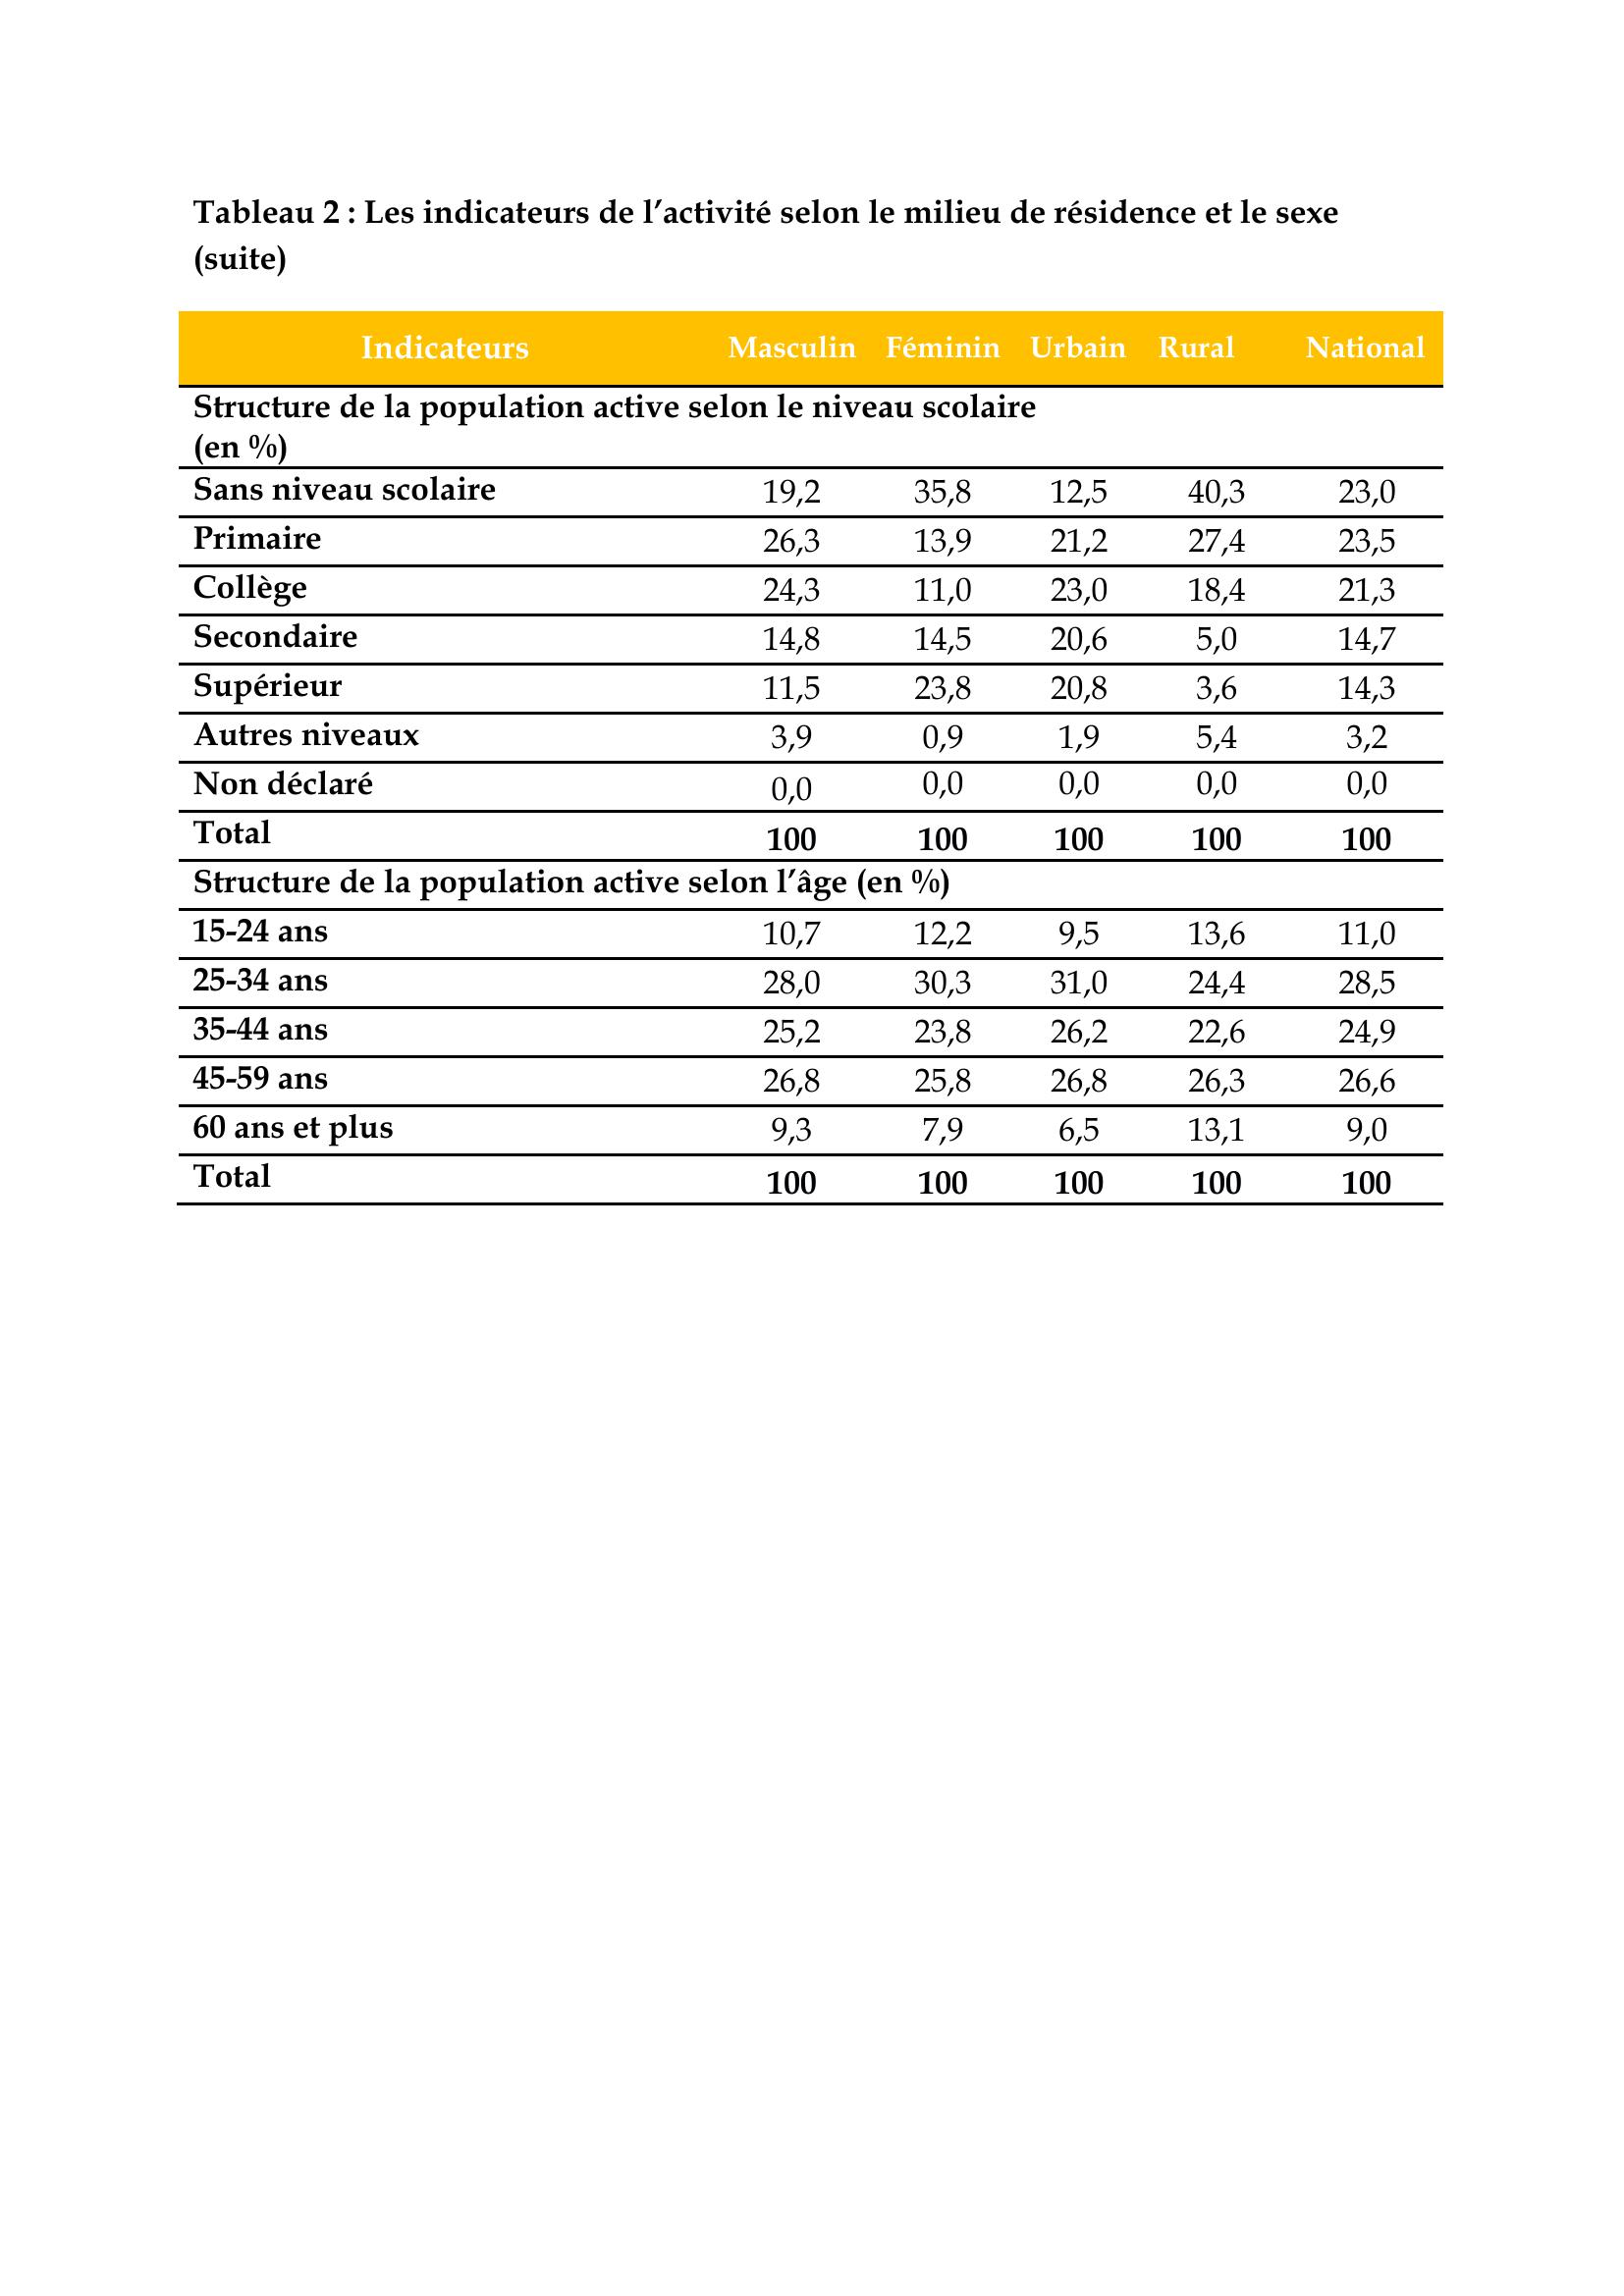 Tableau 2 : Les indicateurs de l’activité selon le milieu de résidence et le sexe
(suite)
Indicateurs Masculin Féminin Urbain Rural National
Structure de la population active selon le niveau scolaire
(en %)
Sans niveau scolaire 19,2 35,8 12,5 40,3 23,0
Primaire 26,3 13,9 21,2 27,4 23,5
Collège 24,3 11,0 23,0 18,4 21,3
Secondaire 14,8 14,5 20,6 5,0 14,7
Supérieur 11,5 23,8 20,8 3,6 14,3
Autres niveaux 3,9 0,9 1,9 5,4 3,2
Non déclaré 0,0 0,0 0,0 0,0 0,0
Total 100 100 100 100 100
Structure de la population active selon l’âge (en %)
15-24 ans 10,7 12,2 9,5 13,6 11,0
25-34 ans 28,0 30,3 31,0 24,4 28,5
35-44 ans 25,2 23,8 26,2 22,6 24,9
45-59 ans 26,8 25,8 26,8 26,3 26,6
60 ans et plus 9,3 7,9 6,5 13,1 9,0
Total 100 100 100 100 100